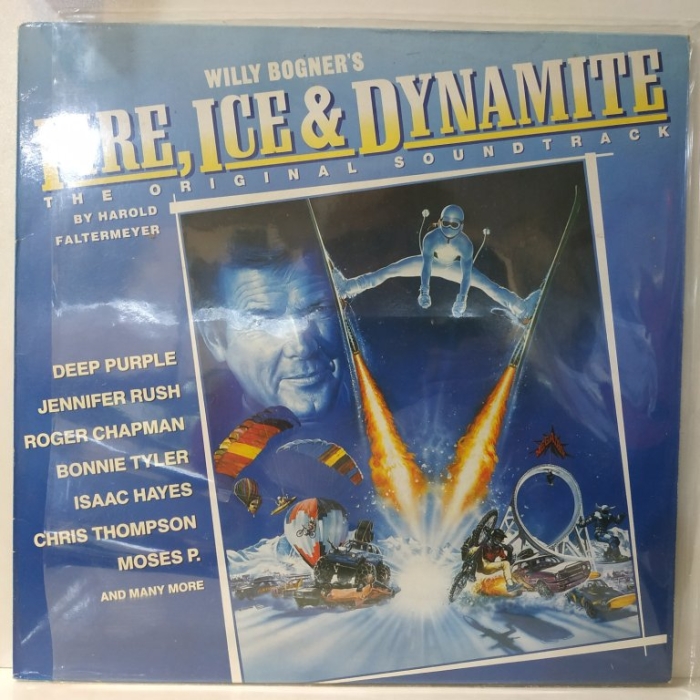 WILLY BOGNER'S
FIRE, ICE & DYNAMITE
THE ORIGINAL SOUNDTRACK
BY HAROLD
FALTERMEYER
DEEP PURPLE
JENNIFER RUSH
ROGER CHAPMAN
BONNIE TYLER
ISAAC HAYES
CHRIS THOMPSON
MOSES P.
AND MANY MORE